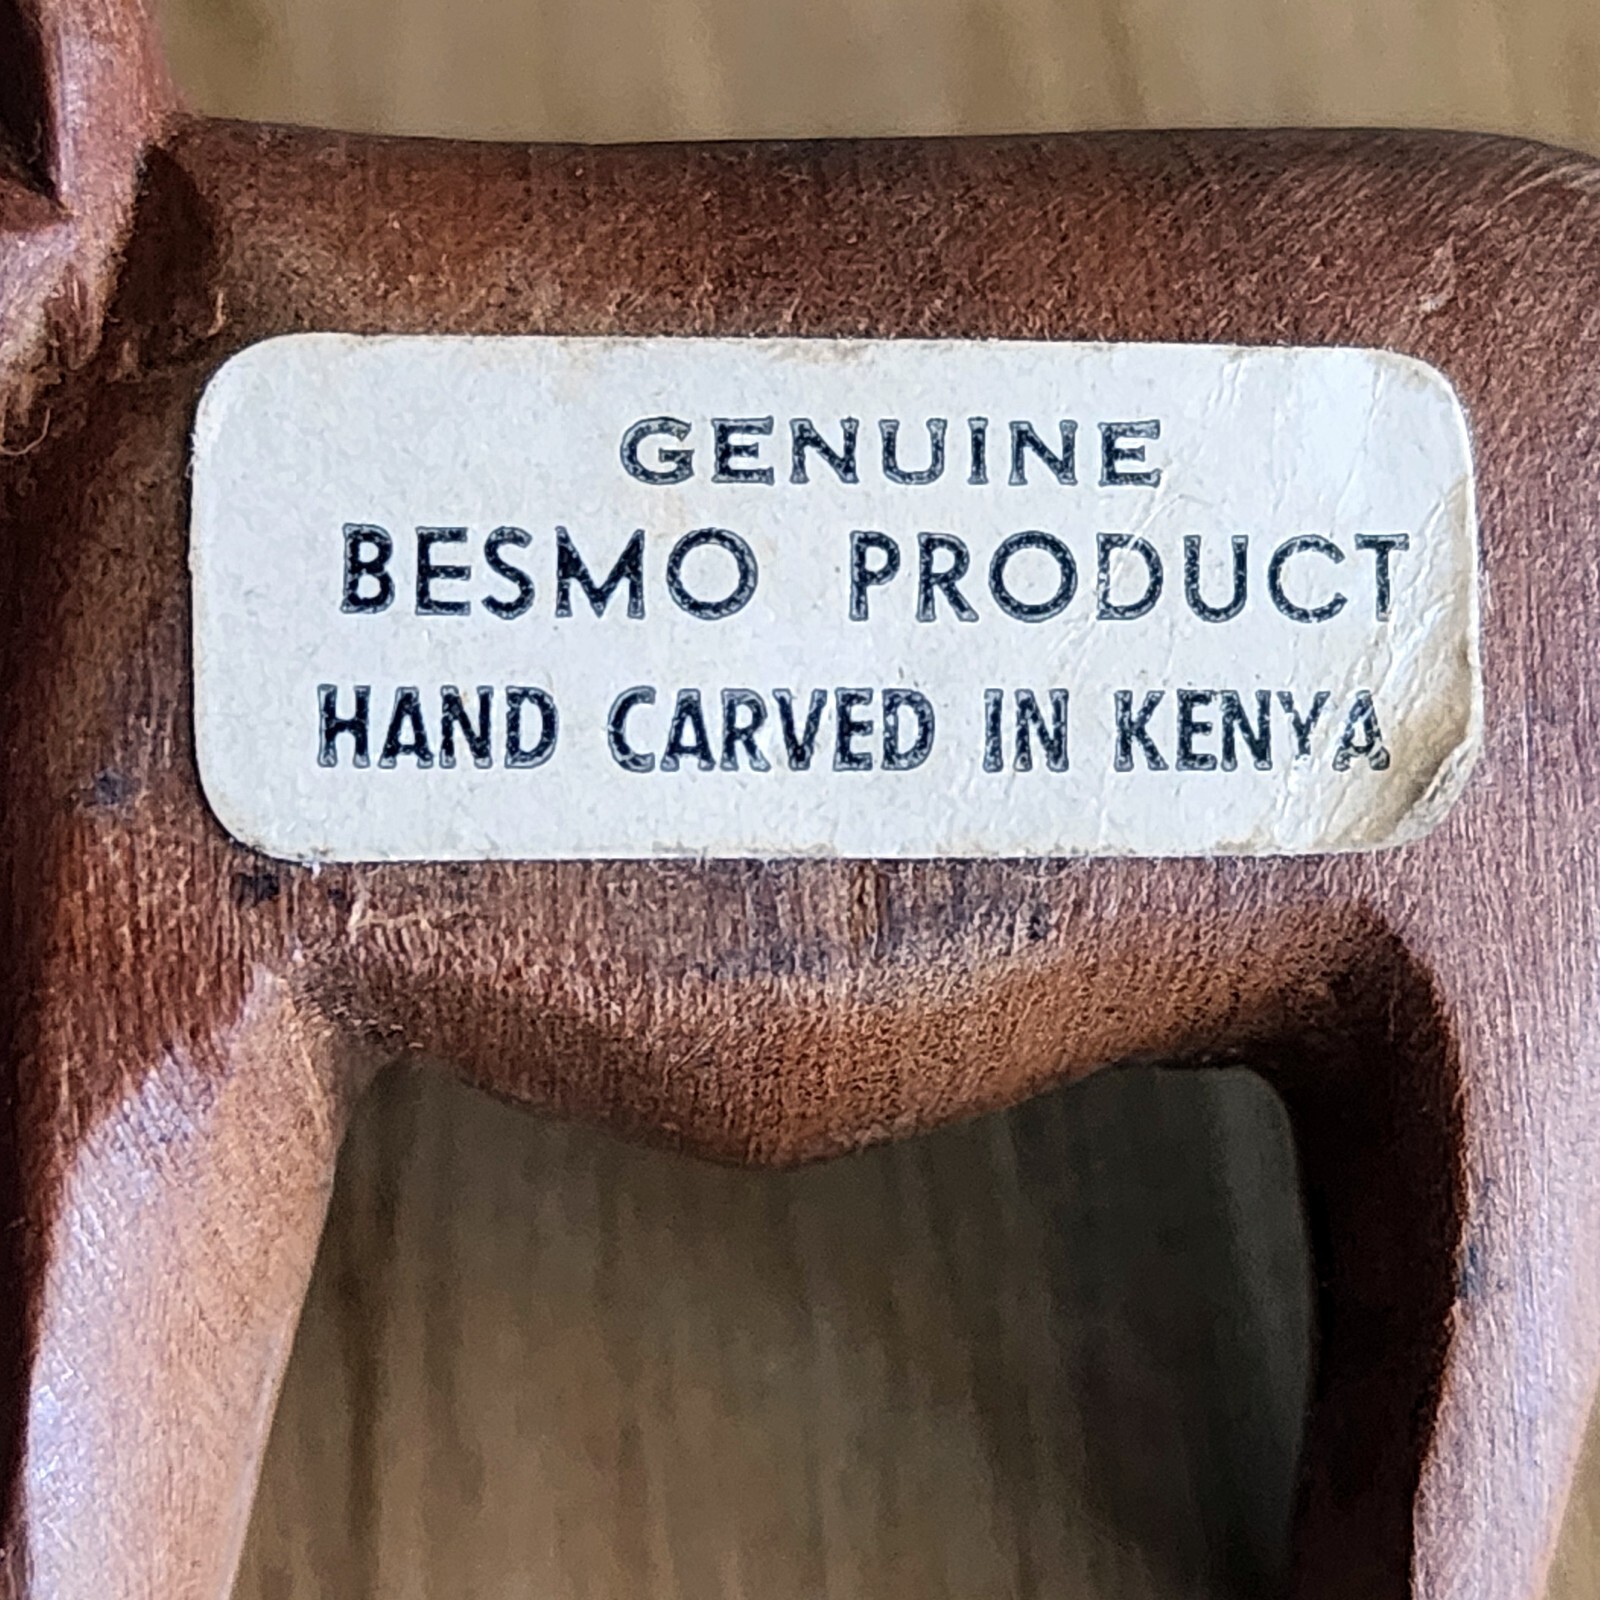 GENUINE
BESMO PRODUCT
HAND CARVED IN KENYA